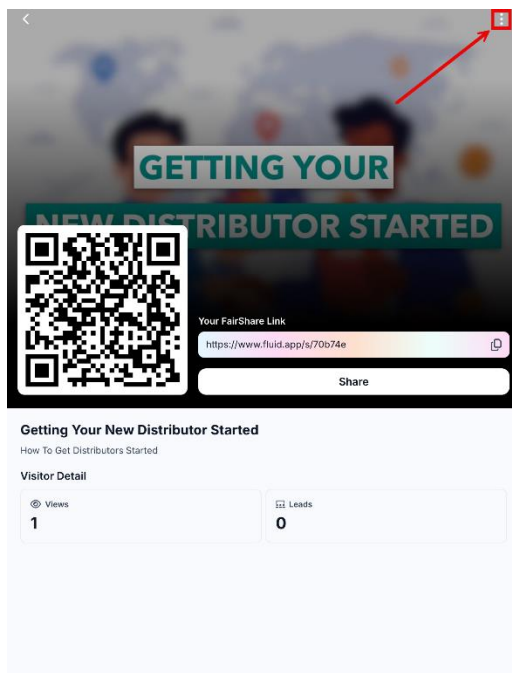 GETTING YOUR
NEW DISTRIBUTOR STARTED
Your FairShare Link
https://www.fluid.app/s/70b74e
Share
Getting Your New Distributor Started
How To Get Distributors Started
Visitor Detail
Views
Leads
1
0